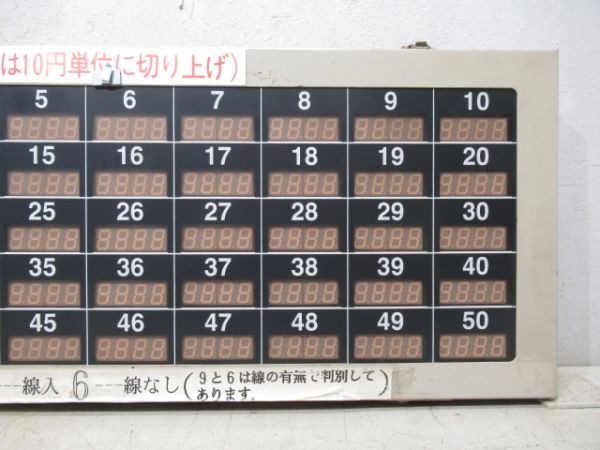 は10円単位に切り上げ)
5 6 7 8 9 10
15 16 17 18 19 20
25 26 27 28 29 30
35 36 37 38 39 40
45 46 47 48 49 50
線入 6 線なし(9と6は線の有無で判別して
あります。